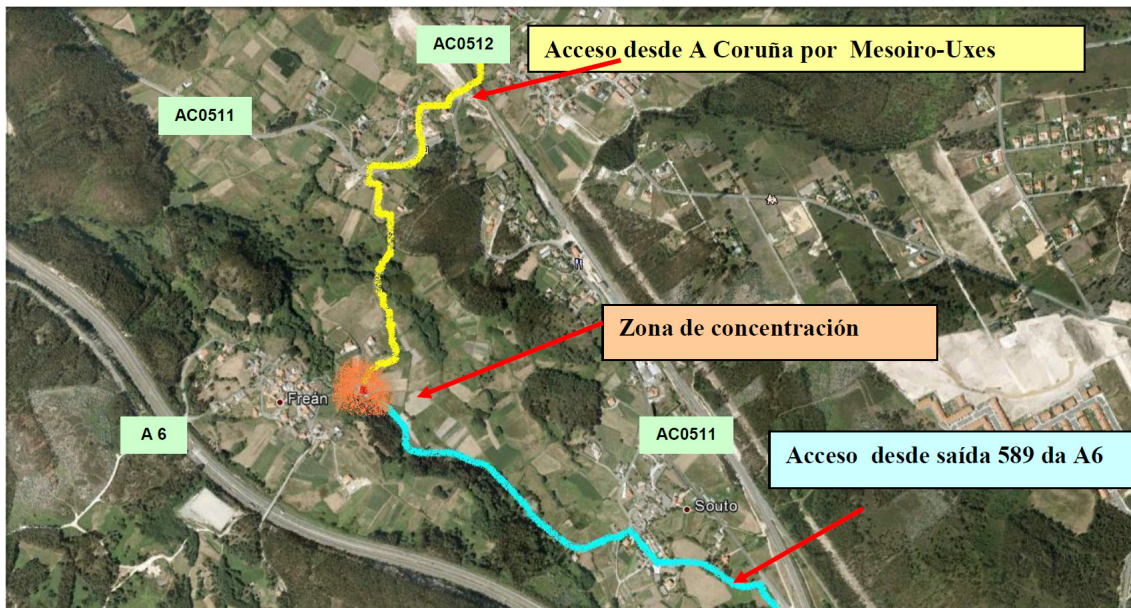 AC0512
Acceso desde A Coruña por Mesoiro-Uxes
AC0511
Zona de concentración
Freán
A 6
AC0511
Acceso desde saída 589 da A6
Souto